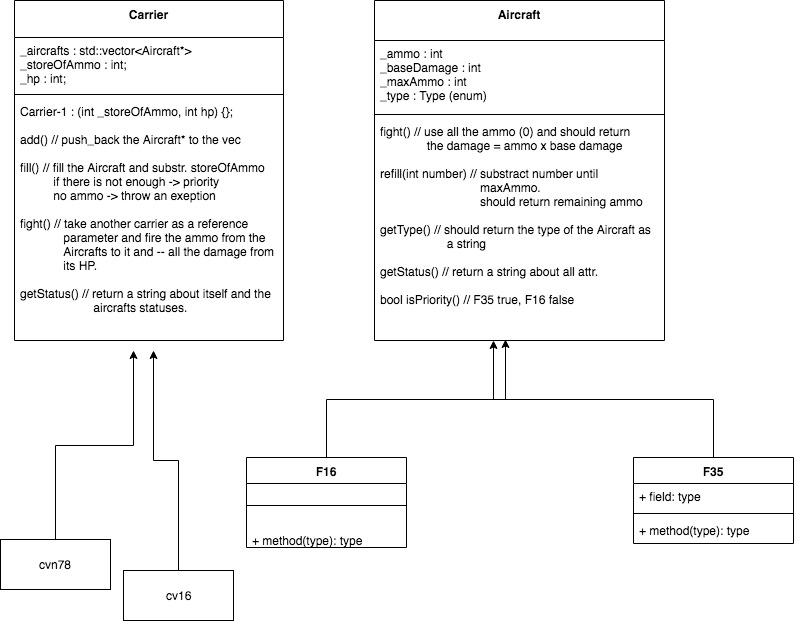 Carrier
_aircrafts : std::vector<Aircraft*>
_storeOfAmmo : int;
_hp : int;
Carrier-1 : (int _storeOfAmmo, int hp) {};
add() // push_back the Aircraft* to the vec
fill() // fill the Aircraft and substr. storeOfAmmo
if there is not enough -> priority
no ammo -> throw an exeption
fight() // take another carrier as a reference
parameter and fire the ammo from the
Aircrafts to it and -- all the damage from
its HP.
getStatus() // return a string about itself and the
aircrafts statuses.
Aircraft
_ammo : int
_baseDamage : int
_maxAmmo : int
_type : Type (enum)
fight() // use all the ammo (0) and should return
the damage = ammo x base damage
refill(int number) // substract number until
maxAmmo.
should return remaining ammo
getType() // should return the type of the Aircraft as
a string
getStatus() // return a string about all attr.
bool isPriority() // F35 true, F16 false
F16
+ method(type): type
F35
+ field: type
+ method(type): type
cvn78
cv16